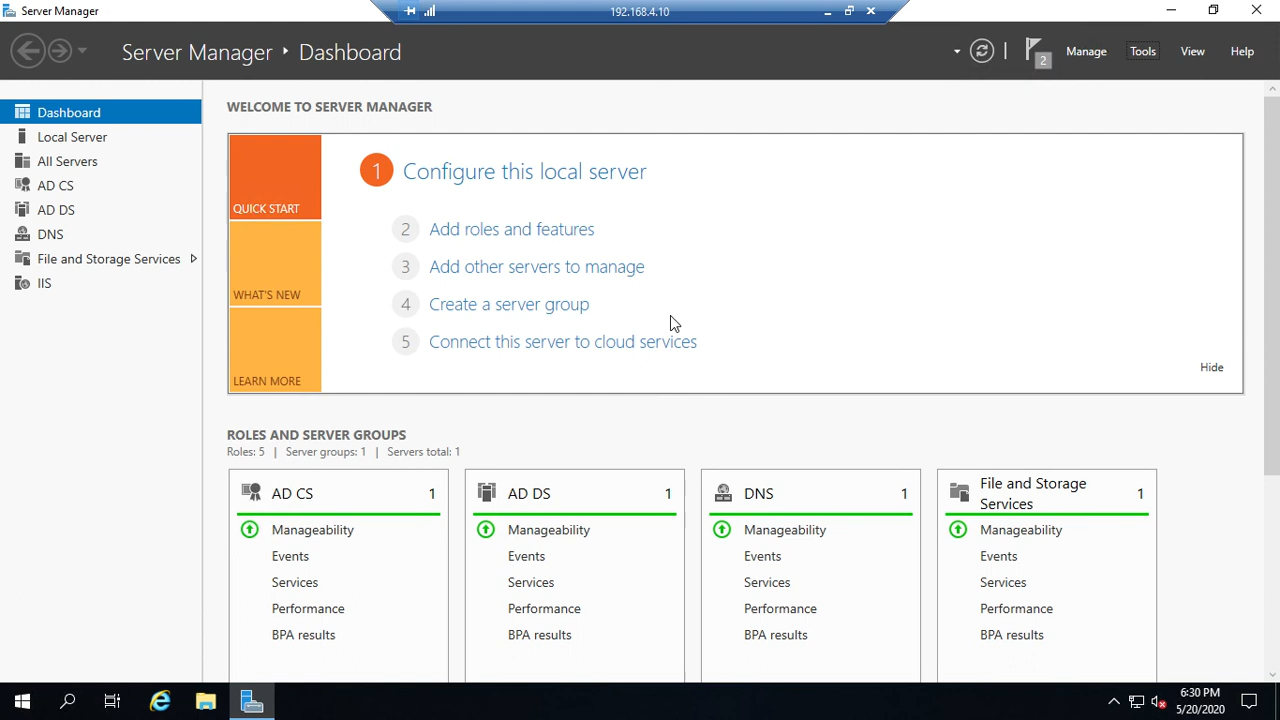 Server Manager
192.168.4.10
Server Manager ‣ Dashboard
2
Manage
Tools
View
Help
Dashboard
Local Server
All Servers
AD CS
AD DS
DNS
File and Storage Services
IIS
WELCOME TO SERVER MANAGER
QUICK START
WHAT'S NEW
LEARN MORE
1 Configure this local server
2 Add roles and features
3 Add other servers to manage
4 Create a server group
5 Connect this server to cloud services
Hide
ROLES AND SERVER GROUPS
Roles: 5 | Server groups: 1 | Servers total: 1
AD CS 1
Manageability
Events
Services
Performance
BPA results
AD DS 1
Manageability
Events
Services
Performance
BPA results
DNS 1
Manageability
Events
Services
Performance
BPA results
File and Storage
Services 1
Manageability
Events
Services
Performance
BPA results
6:30 PM
5/20/2020